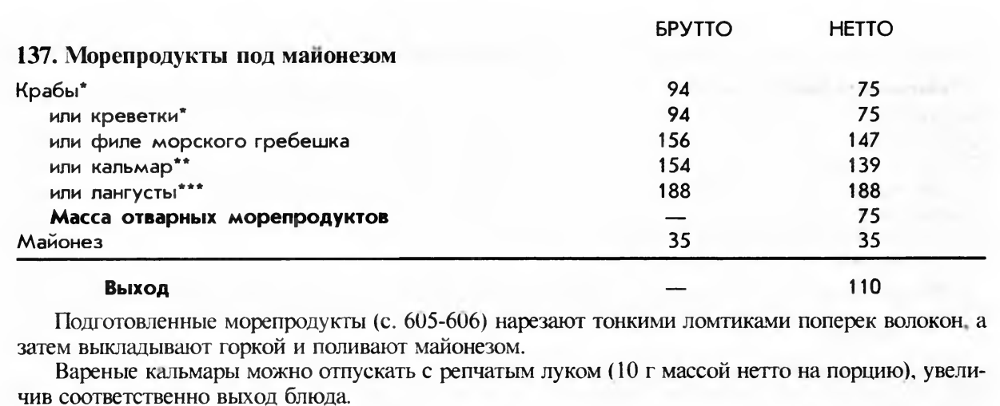 БРУТТО НЕТТО
137. Морепродукты под майонезом
Крабы* 94 75
или креветки* 94 75
или филе морского гребешка 156 147
или кальмар** 154 139
или лангусты*** 188 188
Масса отварных морепродуктов — 75
Майонез 35 35
Выход — 110
Подготовленные морепродукты (с. 605-606) нарезают тонкими ломтиками поперек волокон, а
затем выкладывают горкой и поливают майонезом.
Вареные кальмары можно отпускать с репчатым луком (10 г массой нетто на порцию), увели-
чив соответственно выход блюда.